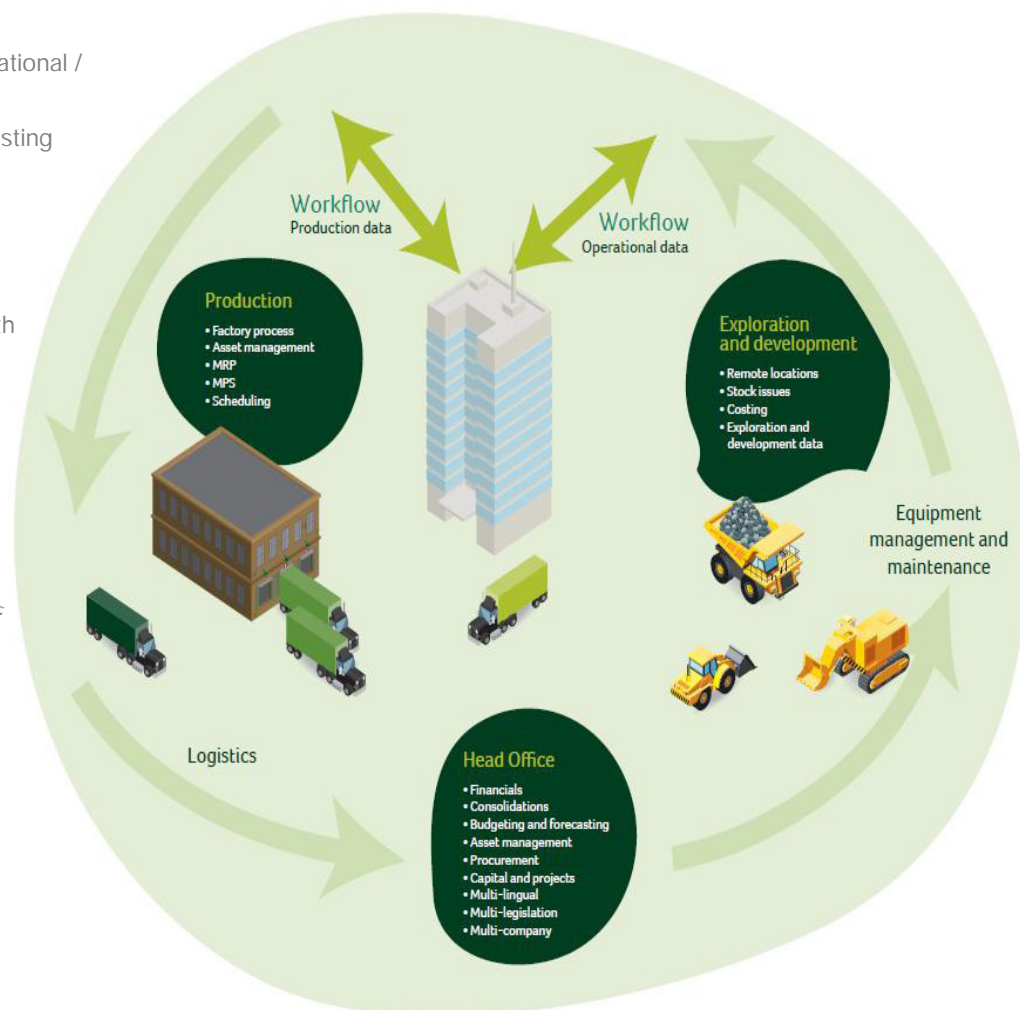 ational /
sting
th
Workflow
Production data
Workflow
Operational data
Production
• Factory process
• Asset management
• MRP
• MPS
• Scheduling
Exploration
and development
• Remote locations
• Stock issues
• Costing
• Exploration and
development data
Equipment
management and
maintenance
Logistics
Head Office
• Financials
• Consolidations
• Budgeting and forecasting
• Asset management
• Procurement
• Capital and projects
• Multi-lingual
• Multi-legislation
• Multi-company